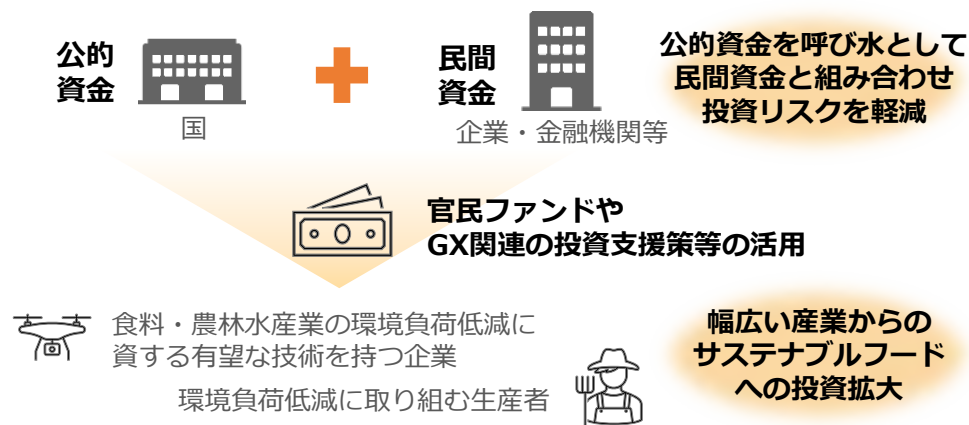 公的
資金
国
民間
資金
企業・金融機関等
公的資金を呼び水として
民間資金と組み合わせ
投資リスクを軽減
官民ファンドや
GX関連の投資支援策等の活用
食料・農林水産業の環境負荷低減に
資する有望な技術を持つ企業
環境負荷低減に取り組む生産者
幅広い産業からの
サステナブルフード
への投資拡大